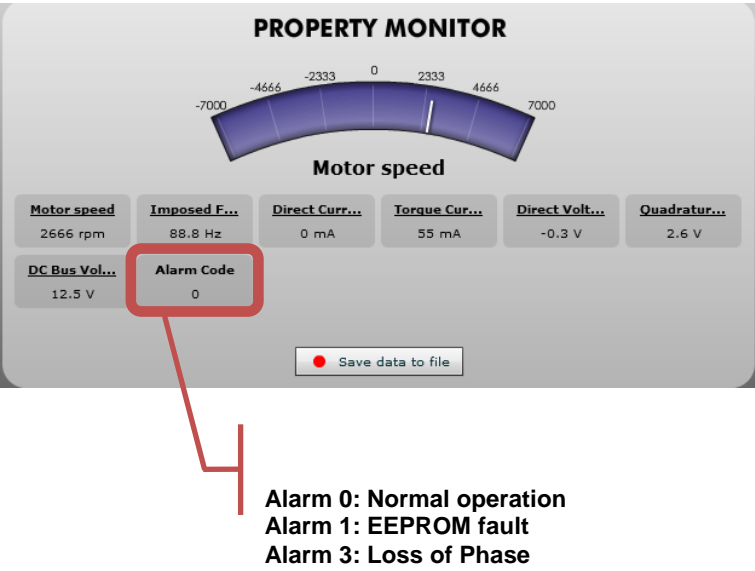 PROPERTY MONITOR
-7000 -4666 -2333 0 2333 4666 7000
Motor speed
Motor speed Imposed F... Direct Curr... Torque Cur... Direct Volt... Quadratur...
2666 rpm 88.8 Hz 0 mA 55 mA -0.3 V 2.6 V
DC Bus Vol... Alarm Code
12.5 V 0
Save data to file
Alarm 0: Normal operation
Alarm 1: EEPROM fault
Alarm 3: Loss of Phase